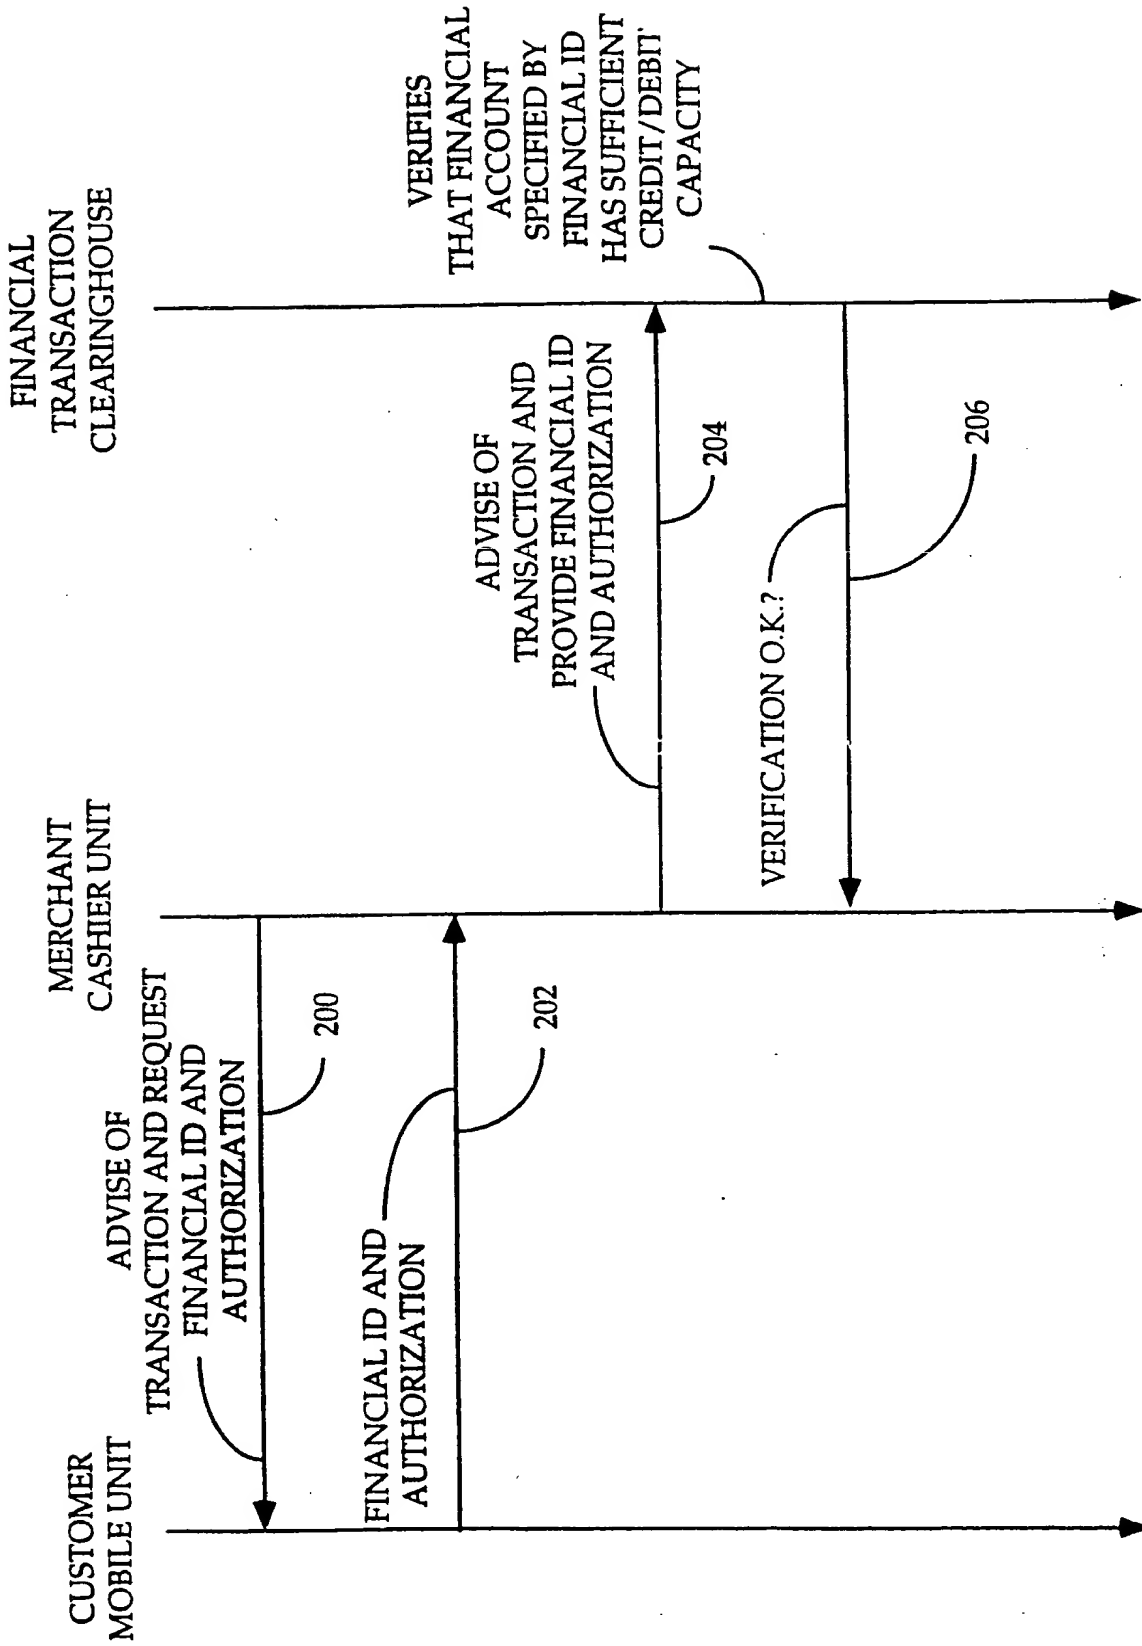 CUSTOMER
MOBILE UNIT
MERCHANT
CASHIER UNIT
FINANCIAL
TRANSACTION
CLEARINGHOUSE
ADVISE OF
TRANSACTION AND REQUEST
FINANCIAL ID AND
AUTHORIZATION
200
FINANCIAL ID AND
AUTHORIZATION
202
ADVISE OF
TRANSACTION AND
PROVIDE FINANCIAL ID
AND AUTHORIZATION
204
VERIFIES
THAT FINANCIAL
ACCOUNT
SPECIFIED BY
FINANCIAL ID
HAS SUFFICIENT
CREDIT/DEBIT
CAPACITY
VERIFICATION O.K.?
206